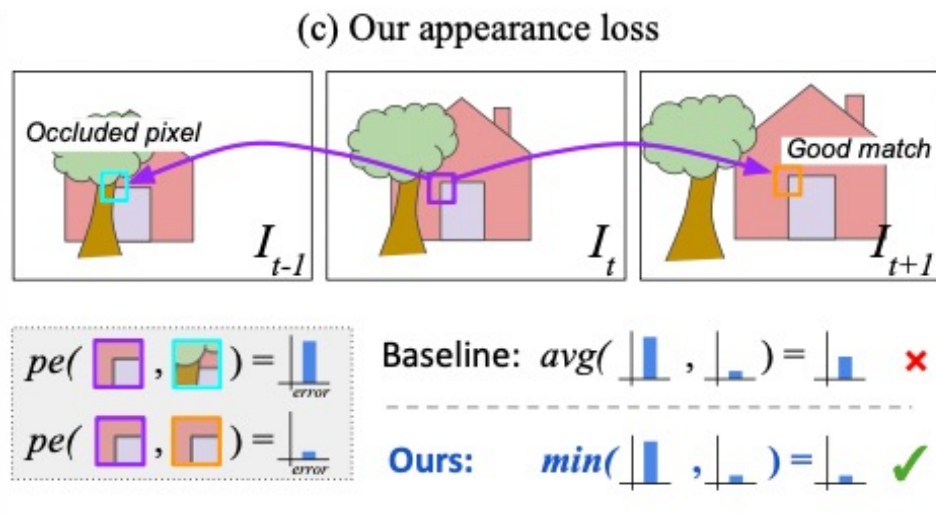 (c) Our appearance loss
Occluded pixel
Good match
I_{t-1}
I_t
I_{t+1}
pe( , ) =
error
pe( , ) =
error
Baseline: avg( , ) = ×
Ours: min( , ) = ✓